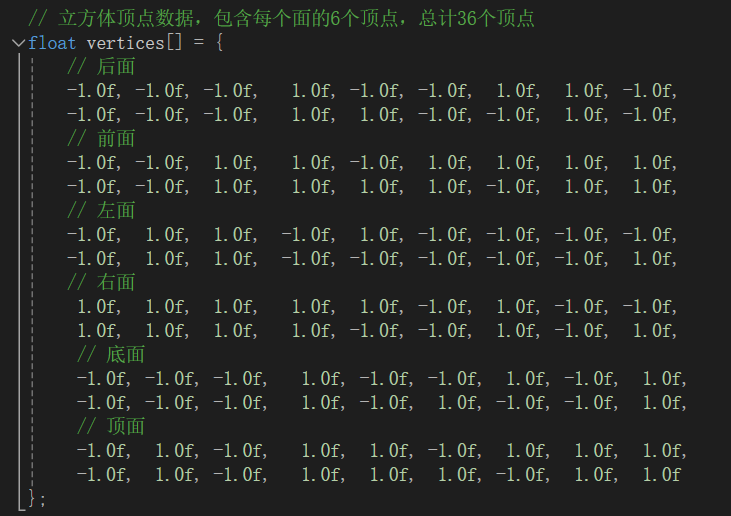 // 立方体顶点数据，包含每个面的6个顶点，总计36个顶点
float vertices[] = {
// 后面
-1.0f, -1.0f, -1.0f, 1.0f, -1.0f, -1.0f, 1.0f, 1.0f, -1.0f,
-1.0f, -1.0f, -1.0f, 1.0f, 1.0f, -1.0f, -1.0f, 1.0f, -1.0f,
// 前面
-1.0f, -1.0f, 1.0f, 1.0f, -1.0f, 1.0f, 1.0f, 1.0f, 1.0f,
-1.0f, -1.0f, 1.0f, 1.0f, 1.0f, 1.0f, -1.0f, 1.0f, 1.0f,
// 左面
-1.0f, 1.0f, 1.0f, -1.0f, 1.0f, -1.0f, -1.0f, -1.0f, -1.0f,
-1.0f, 1.0f, 1.0f, -1.0f, -1.0f, -1.0f, -1.0f, -1.0f, 1.0f,
// 右面
1.0f, 1.0f, 1.0f, 1.0f, 1.0f, -1.0f, 1.0f, -1.0f, -1.0f,
1.0f, 1.0f, 1.0f, 1.0f, -1.0f, -1.0f, 1.0f, -1.0f, 1.0f,
// 底面
-1.0f, -1.0f, -1.0f, 1.0f, -1.0f, -1.0f, 1.0f, -1.0f, 1.0f,
-1.0f, -1.0f, -1.0f, 1.0f, -1.0f, 1.0f, -1.0f, -1.0f, 1.0f,
// 顶面
-1.0f, 1.0f, -1.0f, 1.0f, 1.0f, -1.0f, 1.0f, 1.0f, 1.0f,
-1.0f, 1.0f, -1.0f, 1.0f, 1.0f, 1.0f, -1.0f, 1.0f, 1.0f
};